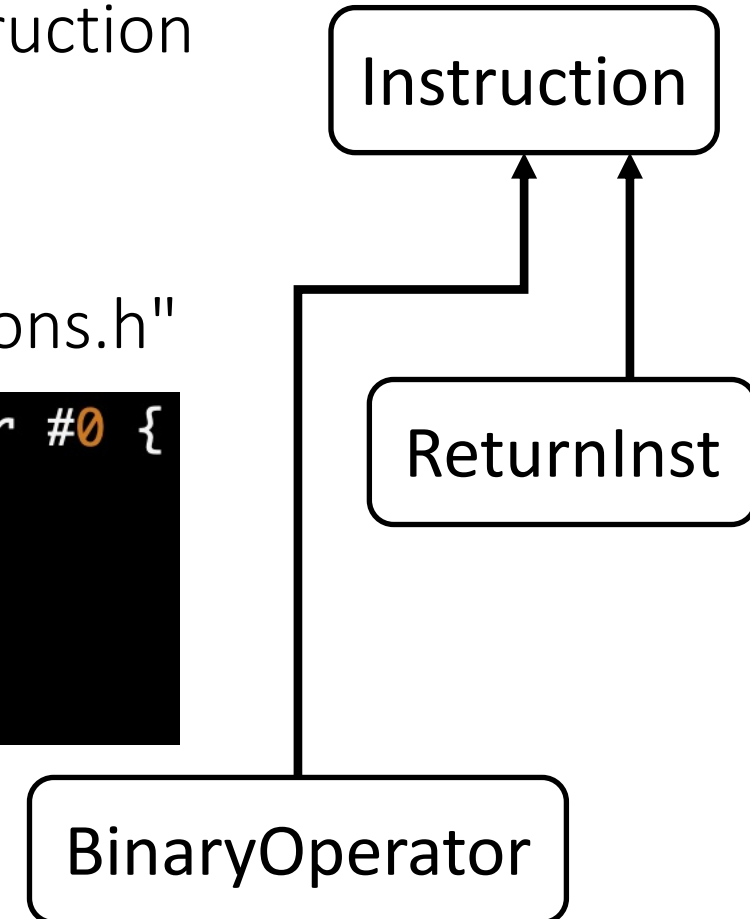 ruction
Instruction
ons.h"
r #0 {
ReturnInst
BinaryOperator